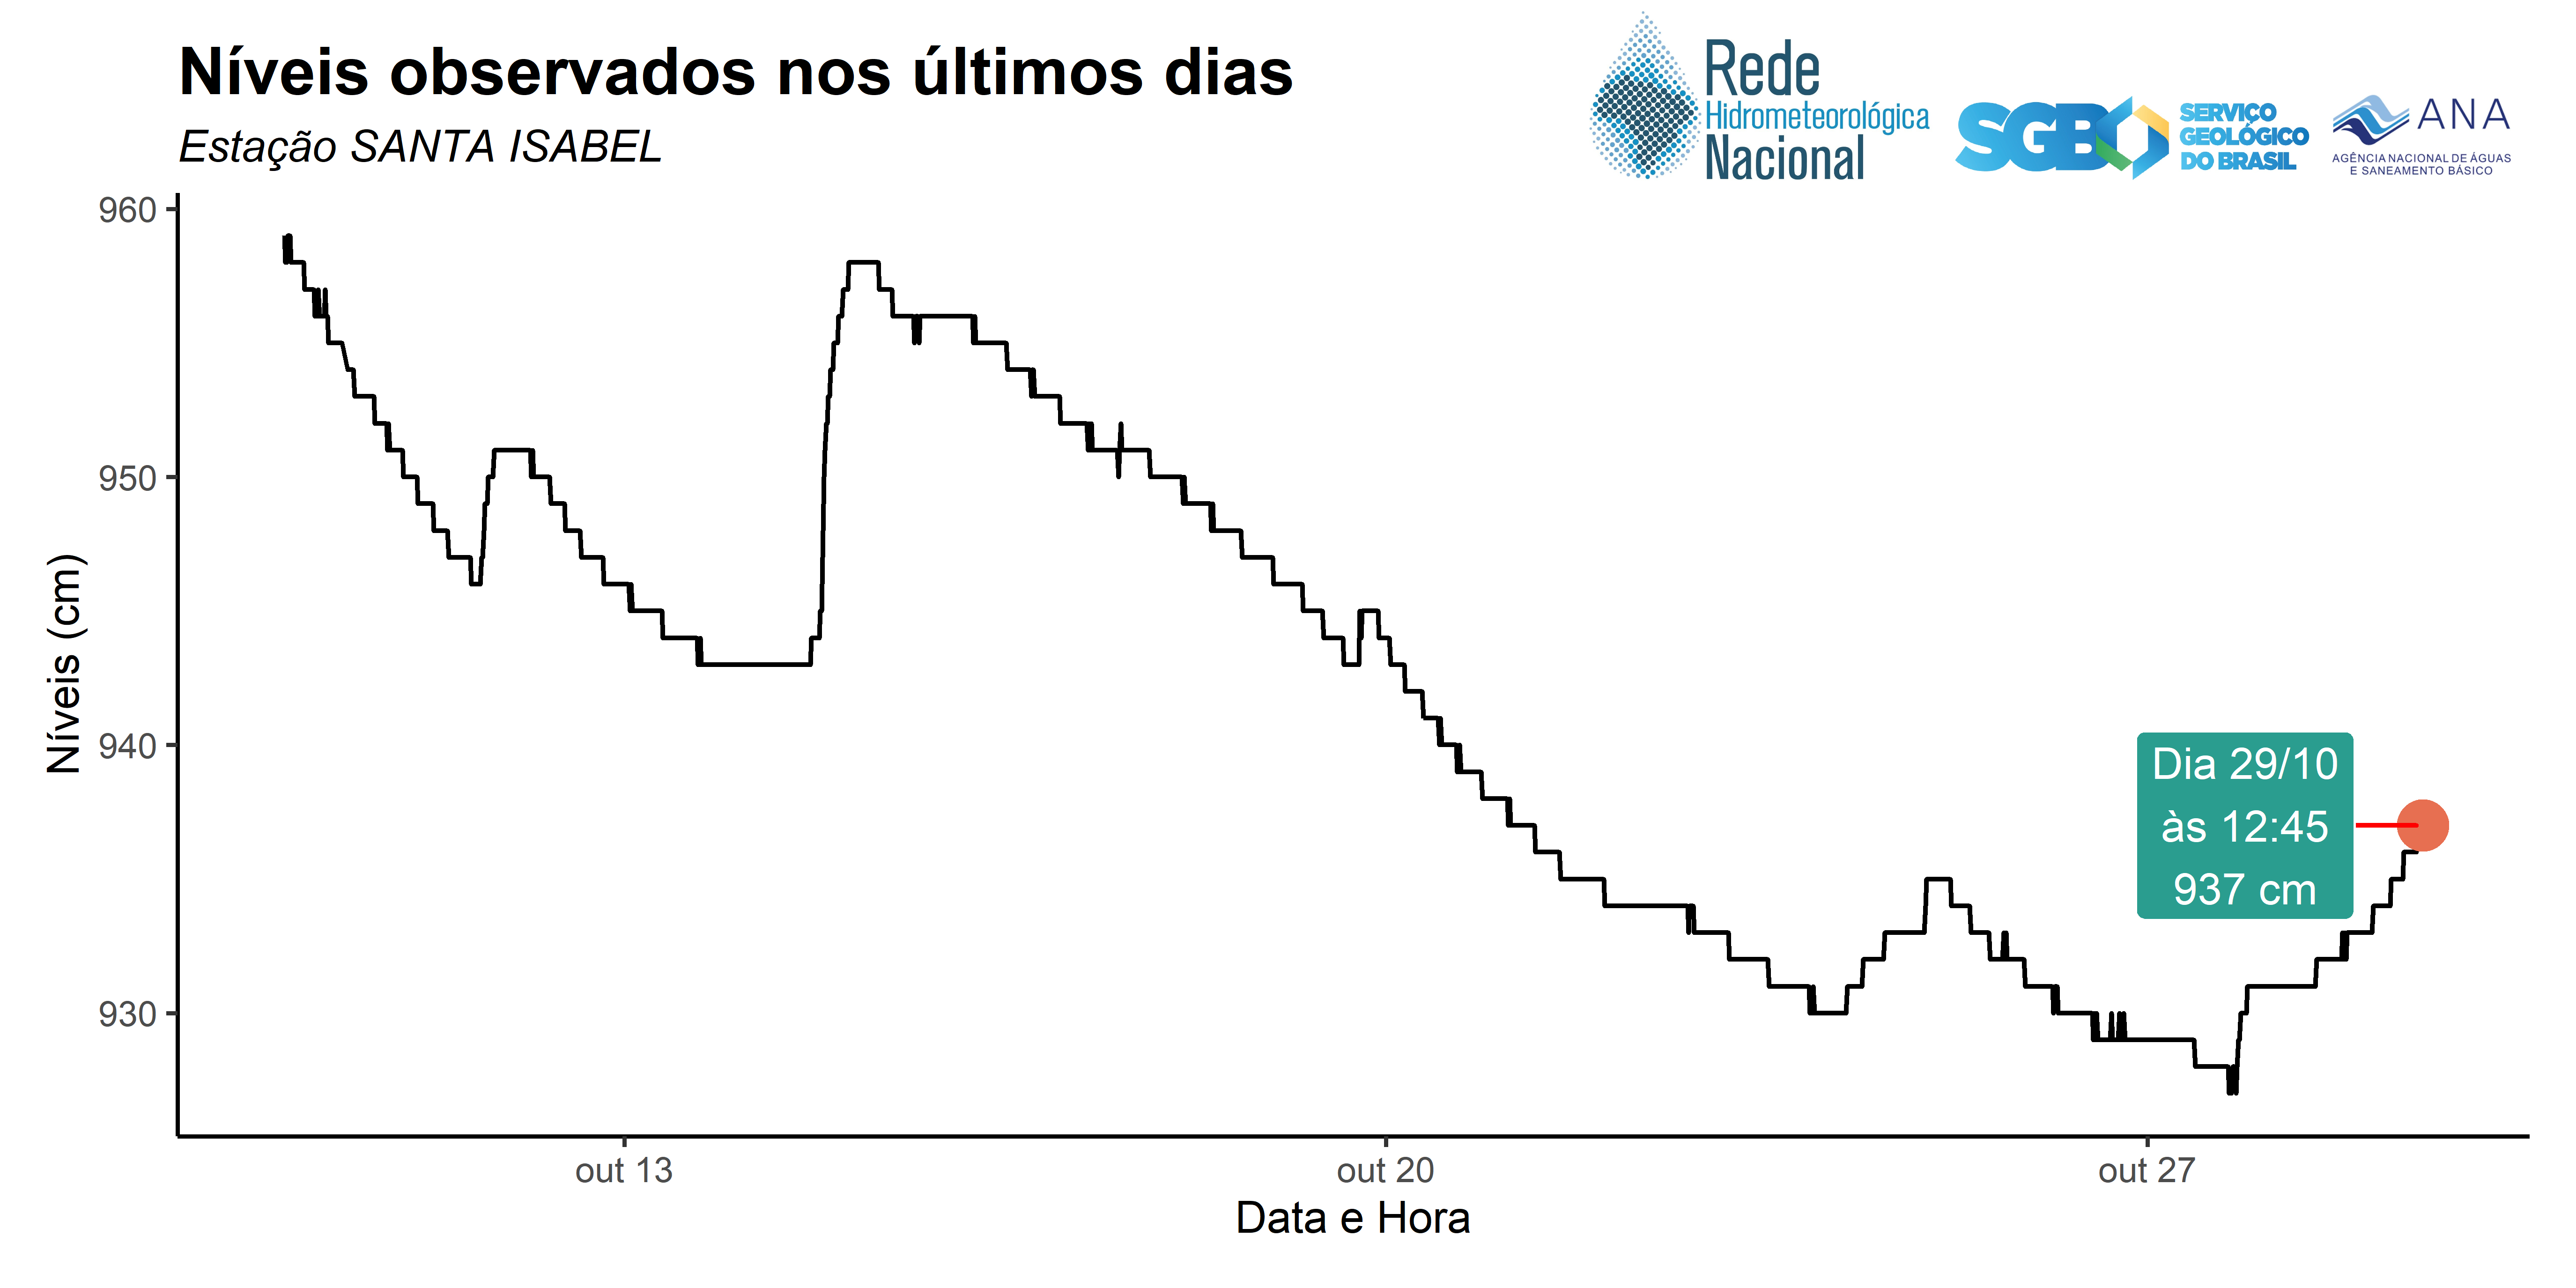 Níveis observados nos últimos dias
Estação SANTA ISABEL
Rede
Hidrometeorológica
Nacional
SGB
SERVIÇO
GEOLÓGICO
DO BRASIL
ANA
AGÊNCIA NACIONAL DE ÁGUAS
E SANEAMENTO BÁSICO
Níveis (cm)
960
950
940
930
Dia 29/10
às 12:45
937 cm
out 13
out 20
out 27
Data e Hora